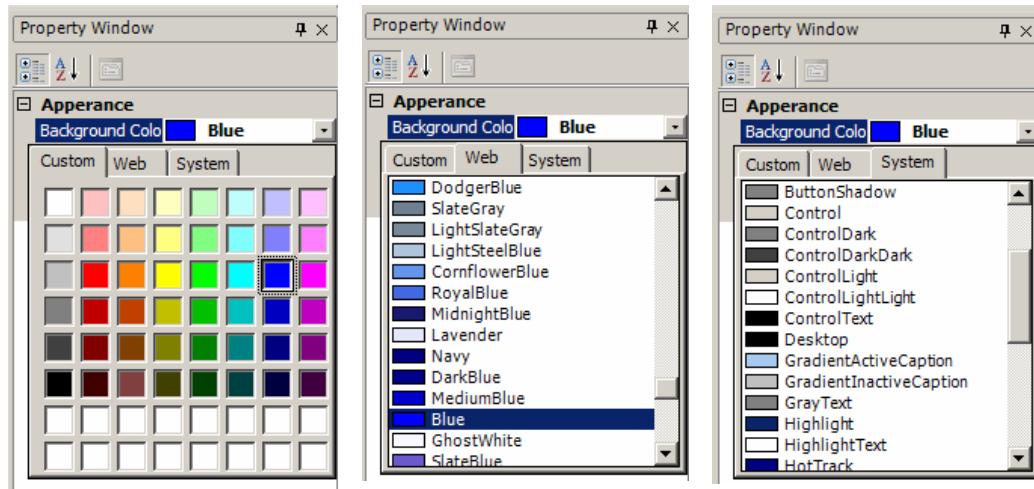 Property Window
A
Z
Apperance
Background Colo Blue
Custom Web System
Property Window
A
Z
Apperance
Background Colo Blue
Custom Web System
DodgerBlue
SlateGray
LightSlateGray
LightSteelBlue
CornflowerBlue
RoyalBlue
MidnightBlue
Lavender
Navy
DarkBlue
MediumBlue
Blue
GhostWhite
SlateBlue
Property Window
A
Z
Apperance
Background Colo Blue
Custom Web System
ButtonShadow
Control
ControlDark
ControlDarkDark
ControlLight
ControlLightLight
ControlText
Desktop
GradientActiveCaption
GradientInactiveCaption
GrayText
Highlight
HighlightText
HotTrack